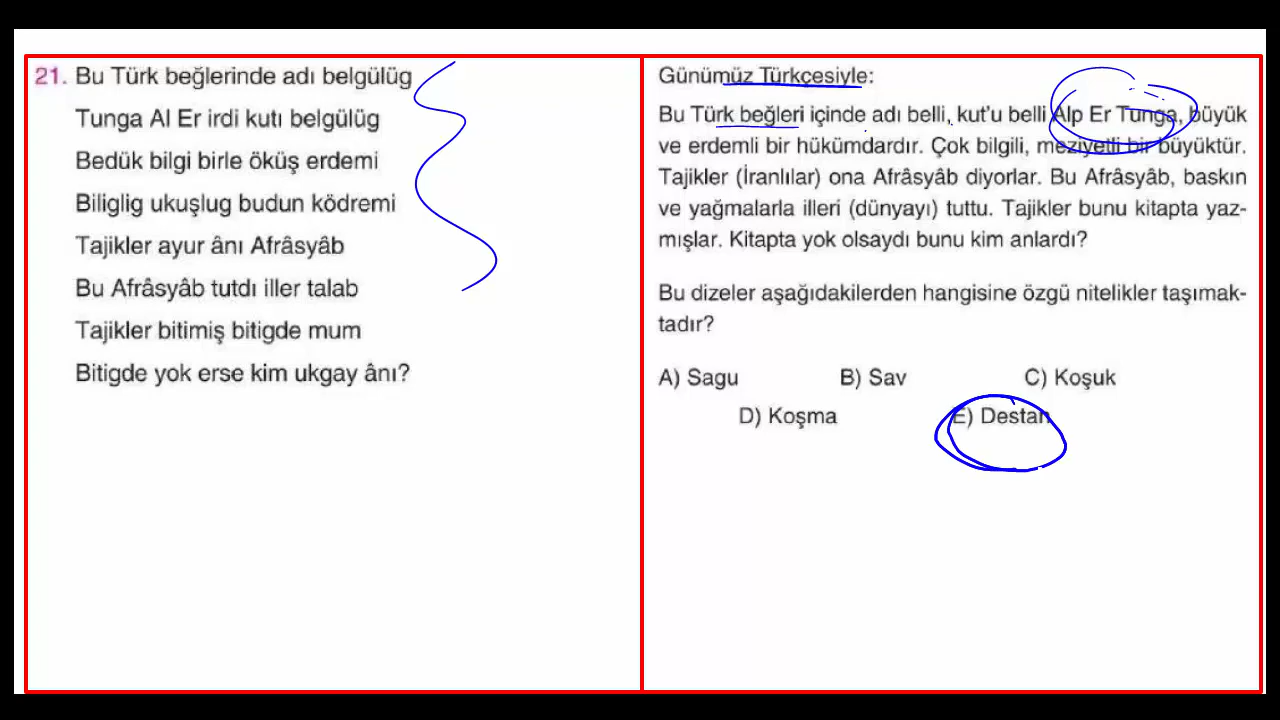 21. Bu Türk beğlerinde adı belgülüg
Tunga Al Er irdi kutı belgülüg
Bedük bilgi birle öküş erdemi
Biliglig ukuşlug budun ködremi
Tajikler ayur ânı Afrâsyâb
Bu Afrâsyâb tutdı iller talab
Tajikler bitimiş bitigde mum
Bitigde yok erse kim ukgay ânı?
Günümüz Türkçesiyle:
Bu Türk beğleri içinde adı belli, kut'u belli Alp Er Tunga, büyük
ve erdemli bir hükümdardır. Çok bilgili, meziyetli bir büyüktür.
Tajikler (İranlılar) ona Afrâsyâb diyorlar. Bu Afrâsyâb, baskın
ve yağmalarla illeri (dünyayı) tuttu. Tajikler bunu kitapta yaz-
mışlar. Kitapta yok olsaydı bunu kim anlardı?
Bu dizeler aşağıdakilerden hangisine özgü nitelikler taşımak-
tadır?
A) Sagu B) Sav C) Koşuk
D) Koşma E) Destan